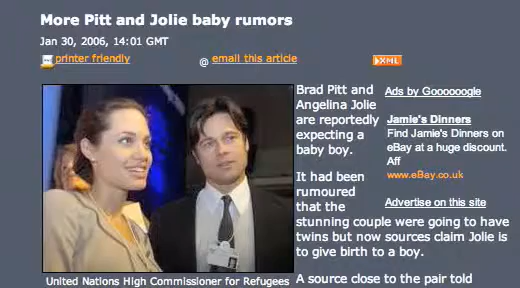 More Pitt and Jolie baby rumors
Jan 30, 2006, 14:01 GMT
printer friendly
@ email this article
XML
Brad Pitt and
Angelina Jolie
are reportedly
expecting a
baby boy.
It had been
rumoured
that the
stunning couple were going to have
twins but now sources claim Jolie is
to give birth to a boy.
A source close to the pair told
Ads by Goooooogle
Jamie's Dinners
Find Jamie's Dinners on
eBay at a huge discount.
Aff
www.eBay.co.uk
Advertise on this site
United Nations High Commissioner for Refugees